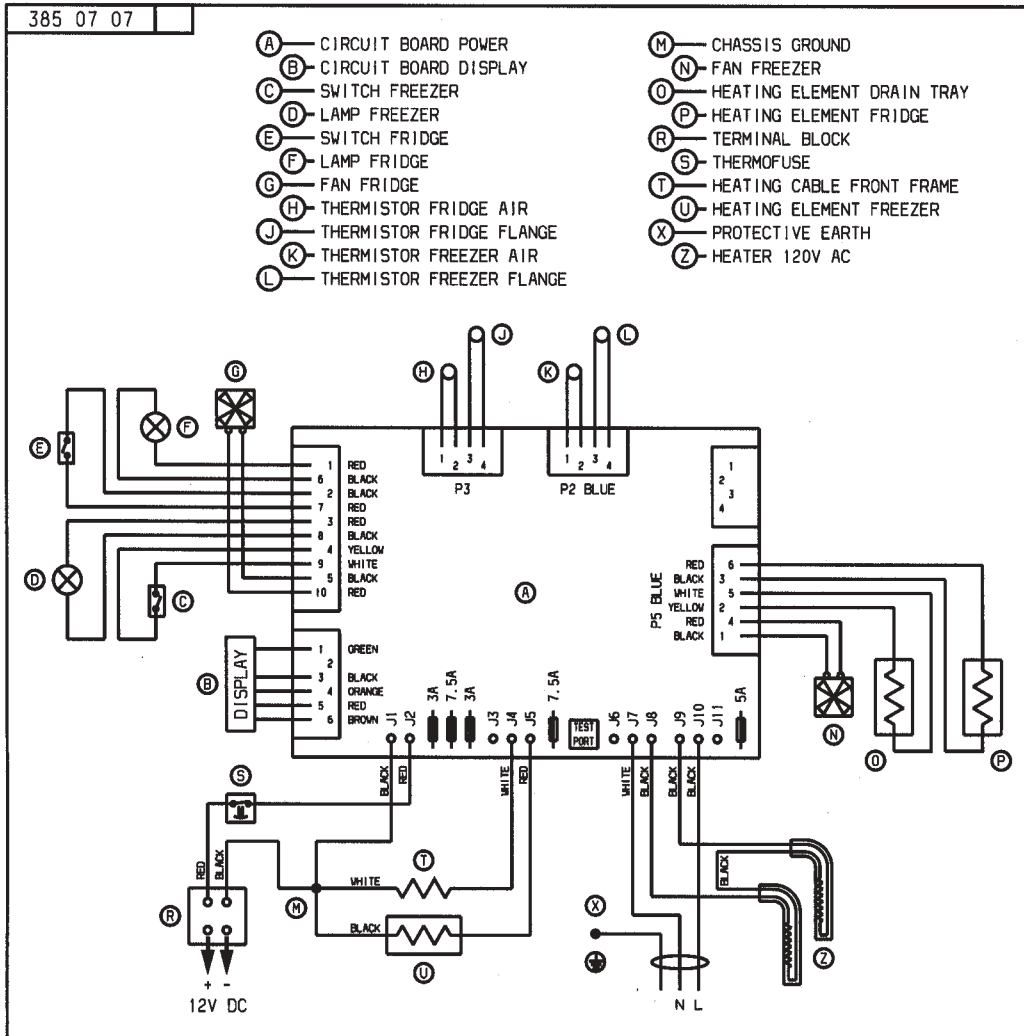 385 07 07
A CIRCUIT BOARD POWER
B CIRCUIT BOARD DISPLAY
C SWITCH FREEZER
D LAMP FREEZER
E SWITCH FRIDGE
F LAMP FRIDGE
G FAN FRIDGE
H THERMISTOR FRIDGE AIR
J THERMISTOR FRIDGE FLANGE
K THERMISTOR FREEZER AIR
L THERMISTOR FREEZER FLANGE
M CHASSIS GROUND
N FAN FREEZER
O HEATING ELEMENT DRAIN TRAY
P HEATING ELEMENT FRIDGE
R TERMINAL BLOCK
S THERMOFUSE
T HEATING CABLE FRONT FRAME
U HEATING ELEMENT FREEZER
X PROTECTIVE EARTH
Z HEATER 120V AC
J
L
H
K
G
F
E
D
C
1 RED
6 BLACK
2 BLACK
7 RED
3 RED
8 BLACK
4 YELLOW
9 WHITE
5 BLACK
10 RED
1 2 3 4
P3
1 2 3 4
P2 BLUE
1
2
3
4
A
P5 BLUE
RED 6
BLACK 3
WHITE 5
YELLOW 2
RED 4
BLACK 1
N
O
P
B
DISPLAY
1 GREEN
2
3 BLACK
4 ORANGE
5 RED
6 BROWN
J1 J2 3A 7.5A 3A J3 J4 J5 7.5A
TEST
PORT
J6 J7 J8 J9 J10 J11 5A
BLACK RED WHITE RED WHITE BLACK BLACK BLACK
S
RED BLACK
R
+ -
12V DC
M
WHITE
T
BLACK
U
X
N L
BLACK
Z